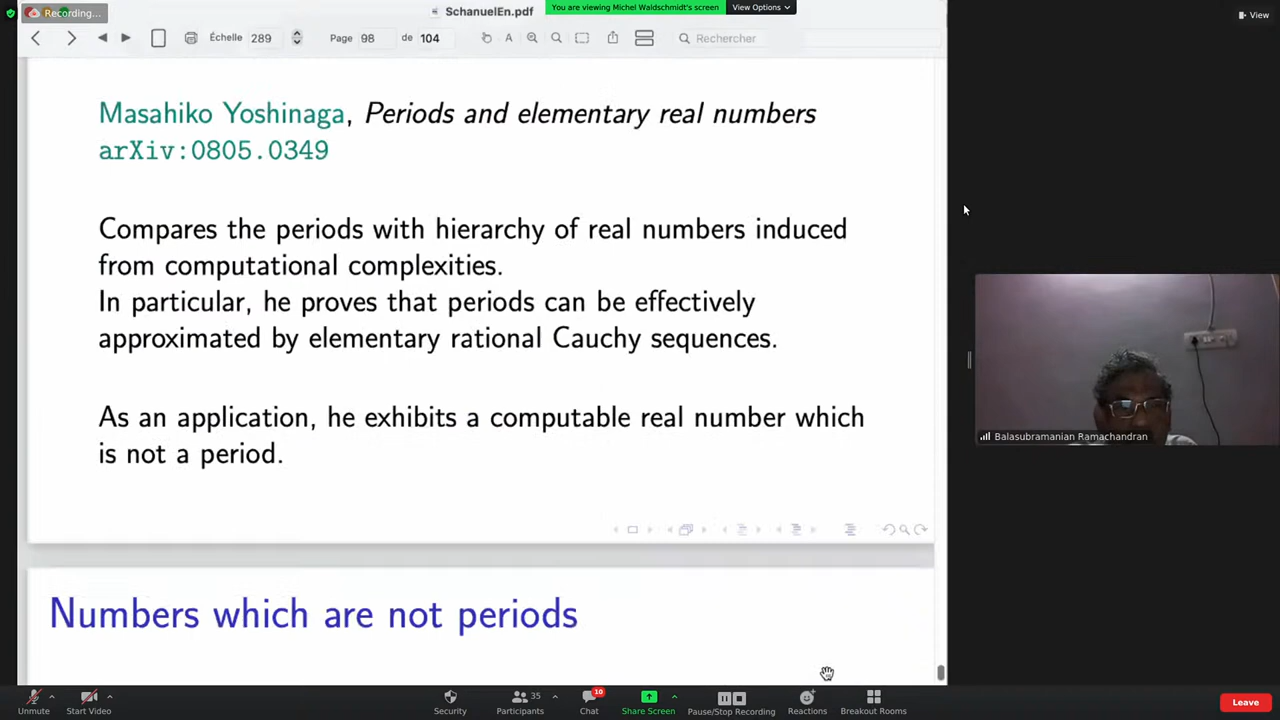 Recording...
SchanuelEn.pdf
You are viewing Michel Waldschmidt's screen
View Options
View
Échelle 289
Page 98 de 104
Rechercher
Masahiko Yoshinaga, Periods and elementary real numbers
arXiv:0805.0349
Compares the periods with hierarchy of real numbers induced
from computational complexities.
In particular, he proves that periods can be effectively
approximated by elementary rational Cauchy sequences.
As an application, he exhibits a computable real number which
is not a period.
Balasubramanian Ramachandran
Numbers which are not periods
Unmute
Start Video
Security
Participants 35
Chat 10
Share Screen
Pause/Stop Recording
Reactions
Breakout Rooms
Leave